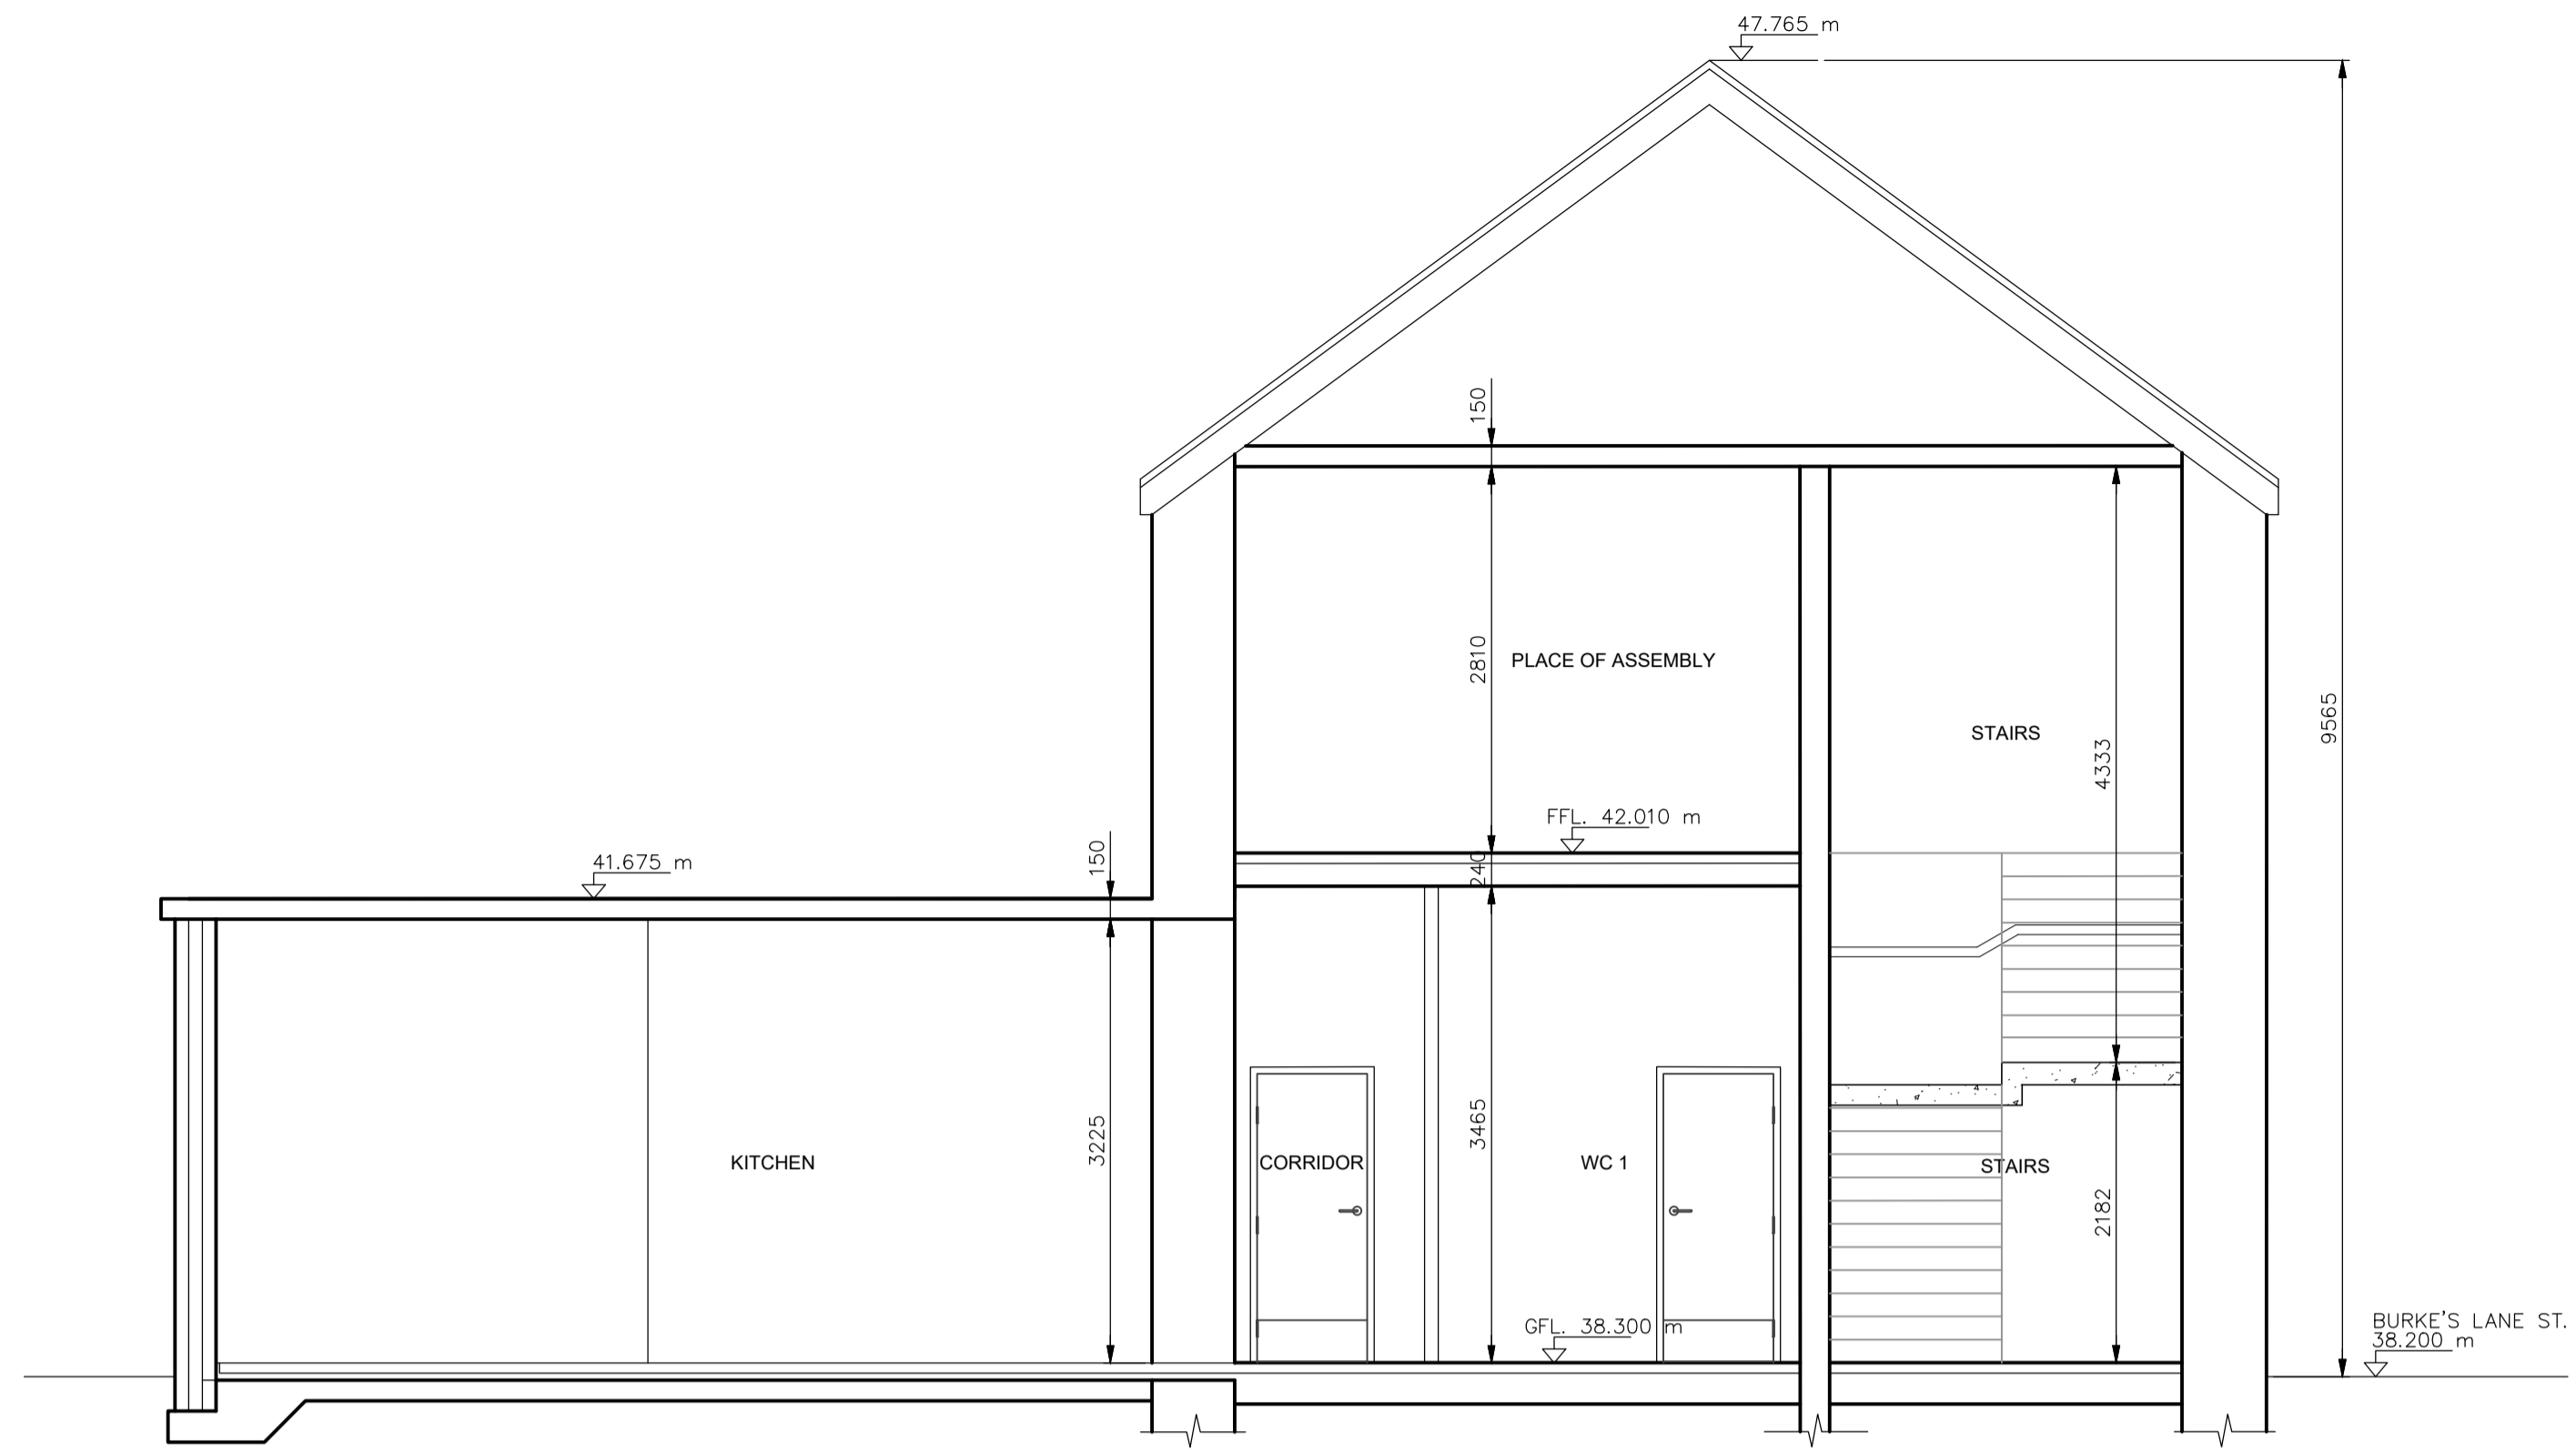 47.765 m
150
2810
PLACE OF ASSEMBLY
STAIRS
4333
9565
FFL. 42.010 m
240
41.675 m
150
3225
KITCHEN
CORRIDOR
3465
WC 1
STAIRS
2182
GFL. 38.300 m
BURKE'S LANE ST.
38.200 m